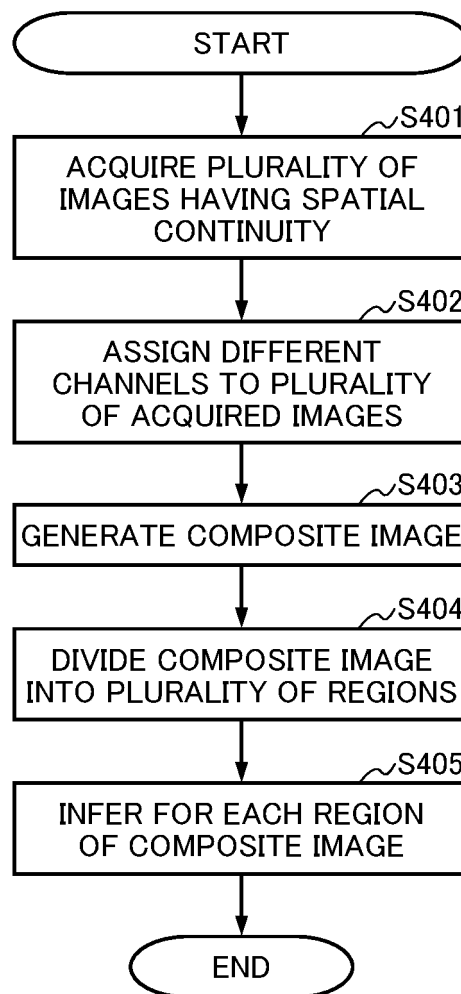 START
S401
ACQUIRE PLURALITY OF
IMAGES HAVING SPATIAL
CONTINUITY
S402
ASSIGN DIFFERENT
CHANNELS TO PLURALITY
OF ACQUIRED IMAGES
S403
GENERATE COMPOSITE IMAGE
S404
DIVIDE COMPOSITE IMAGE
INTO PLURALITY OF REGIONS
S405
INFER FOR EACH REGION
OF COMPOSITE IMAGE
END